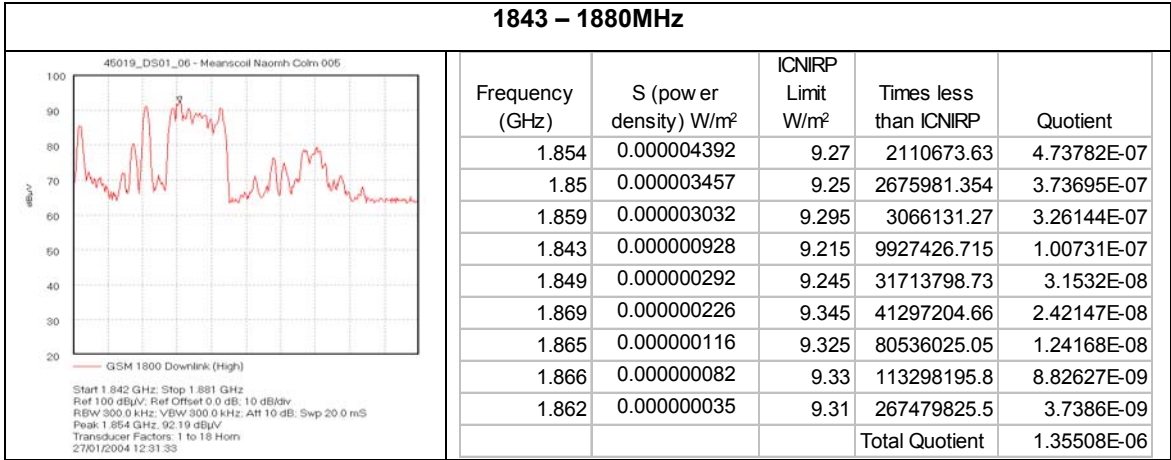 1843 – 1880MHz
45019_DS01_06 - Meanscoil Naomh Colm 005
100
90
80
70
60
50
40
30
20
dBµV
GSM 1800 Downlink (High)
Start 1.842 GHz; Stop 1.881 GHz
Ref 100 dBµV; Ref Offset 0.0 dB; 10 dB/div
RBW 300.0 kHz; VBW 300.0 kHz; Att 10 dB; Swp 20.0 mS
Peak 1.854 GHz, 92.19 dBµV
Transducer Factors: 1 to 18 Horn
27/01/2004 12:31:33
Frequency (GHz) S (power density) W/m² ICNIRP Limit W/m² Times less than ICNIRP Quotient
1.854 0.000004392 9.27 2110673.63 4.73782E-07
1.85 0.000003457 9.25 2675981.354 3.73695E-07
1.859 0.000003032 9.295 3066131.27 3.26144E-07
1.843 0.000000928 9.215 9927426.715 1.00731E-07
1.849 0.000000292 9.245 31713798.73 3.1532E-08
1.869 0.000000226 9.345 41297204.66 2.42147E-08
1.865 0.000000116 9.325 80536025.05 1.24168E-08
1.866 0.000000082 9.33 113298195.8 8.82627E-09
1.862 0.000000035 9.31 267479825.5 3.7386E-09
Total Quotient 1.35508E-06